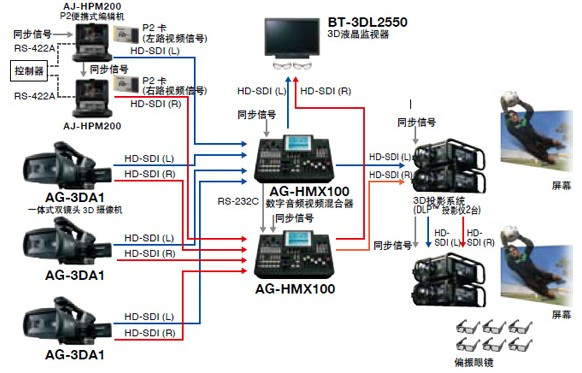 AJ-HPM200
P2便携式编辑机
同步信号
RS-422A
P2 卡
(左路视频信号)
HD-SDI (L)
控制器
同步信号
P2 卡
(右路视频信号)
RS-422A
HD-SDI (R)
AJ-HPM200
BT-3DL2550
3D液晶监视器
HD-SDI (L)
HD-SDI (R)
同步信号
同步信号
HD-SDI (L)
HD-SDI (R)
AG-3DA1
一体式双镜头 3D 摄像机
AG-HMX100
数字音频视频混合器
RS-232C
同步信号
HD-SDI (L)
HD-SDI (R)
3D投影系统
(DLP™ 投影仪2台)
屏幕
HD-SDI (L)
HD-SDI (R)
AG-3DA1
AG-HMX100
同步信号
HD-
SDI (L)
HD-
SDI (R)
屏幕
HD-SDI (L)
HD-SDI (R)
AG-3DA1
偏振眼镜